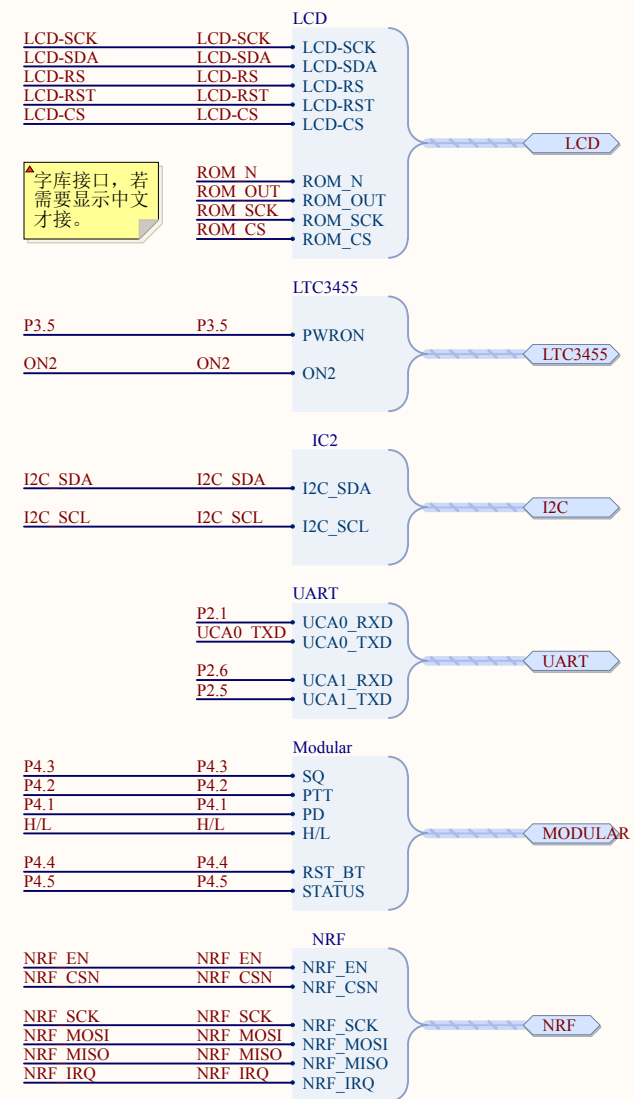 LCD
LCD-SCK LCD-SCK LCD-SCK
LCD-SDA LCD-SDA LCD-SDA
LCD-RS LCD-RS LCD-RS
LCD-RST LCD-RST LCD-RST
LCD-CS LCD-CS LCD-CS
LCD
字库接口，若
需要显示中文
才接。
ROM_N ROM_N
ROM_OUT ROM_OUT
ROM_SCK ROM_SCK
ROM_CS ROM_CS
LTC3455
P3.5 P3.5 PWRON
LTC3455
ON2 ON2 ON2
IC2
I2C_SDA I2C_SDA I2C_SDA
I2C
I2C_SCL I2C_SCL I2C_SCL
UART
P2.1 UCA0_RXD
UCA0_TXD UCA0_TXD
UART
P2.6 UCA1_RXD
P2.5 UCA1_TXD
Modular
P4.3 P4.3 SQ
P4.2 P4.2 PTT
P4.1 P4.1 PD
H/L H/L H/L
MODULAR
P4.4 P4.4 RST_BT
P4.5 P4.5 STATUS
NRF
NRF_EN NRF_EN NRF_EN
NRF_CSN NRF_CSN NRF_CSN
NRF_SCK NRF_SCK NRF_SCK
NRF
NRF_MOSI NRF_MOSI NRF_MOSI
NRF_MISO NRF_MISO NRF_MISO
NRF_IRQ NRF_IRQ NRF_IRQ